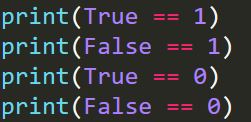 print(True == 1)
print(False == 1)
print(True == 0)
print(False == 0)